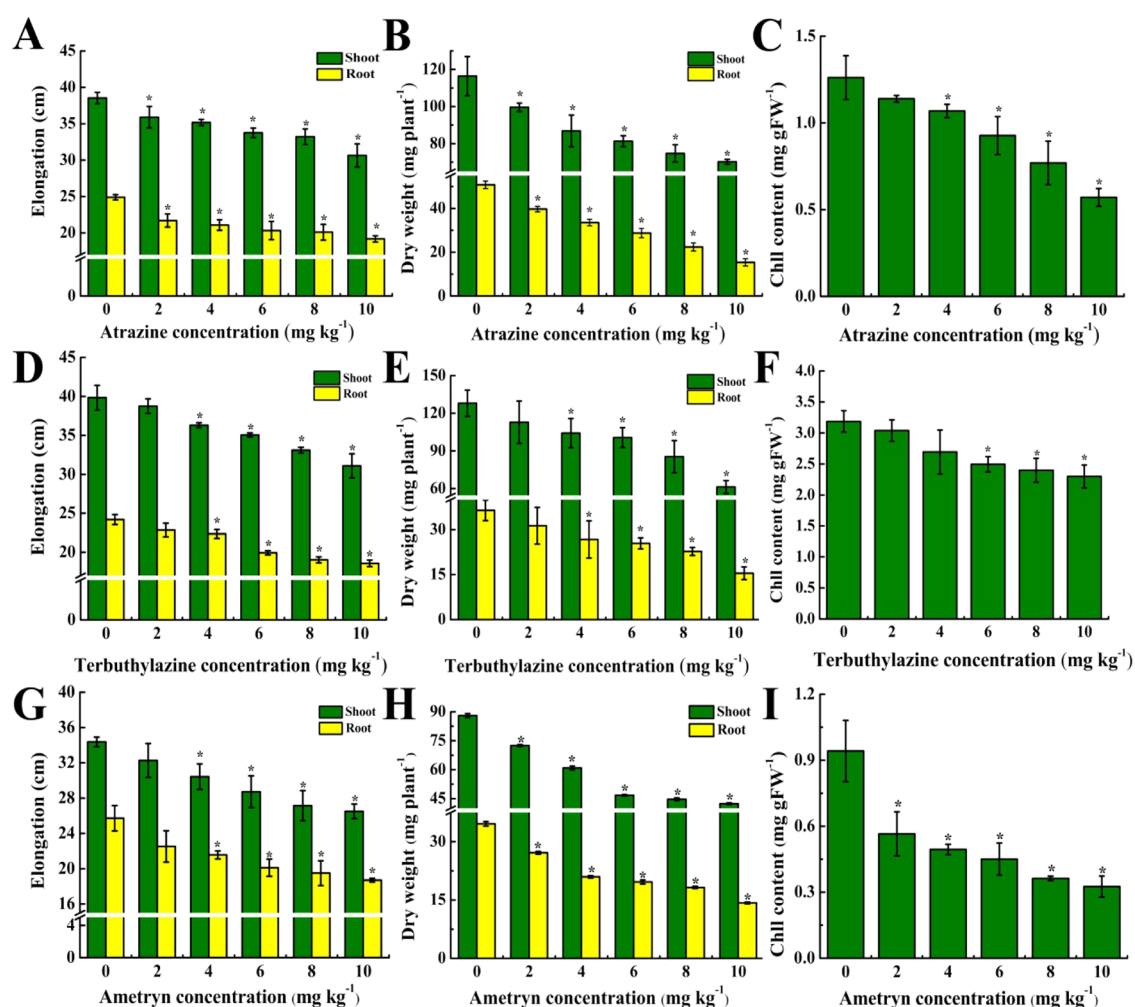 A
Shoot
Root
Elongation (cm)
45
40
35
30
25
20
0
0 2 4 6 8 10
* * * * *
* * * * *
Atrazine concentration (mg kg⁻¹)
B
Shoot
Root
Dry weight (mg plant⁻¹)
120
100
80
60
40
20
0
0 2 4 6 8 10
* * * * *
* * * * *
Atrazine concentration (mg kg⁻¹)
C
Chll content (mg gFW⁻¹)
1.5
1.0
0.5
0.0
0 2 4 6 8 10
* * * *
Atrazine concentration (mg kg⁻¹)
D
Shoot
Root
Elongation (cm)
45
40
35
30
25
20
0
0 2 4 6 8 10
* * * *
* * * *
Terbuthylazine concentration (mg kg⁻¹)
E
Shoot
Root
Dry weight (mg plant⁻¹)
150
120
90
60
30
15
0
0 2 4 6 8 10
* * * *
* * * *
Terbuthylazine concentration (mg kg⁻¹)
F
Chll content (mg gFW⁻¹)
4.0
3.5
3.0
2.5
2.0
1.5
1.0
0.5
0.0
0 2 4 6 8 10
* * *
Terbuthylazine concentration (mg kg⁻¹)
G
Shoot
Root
Elongation (cm)
40
36
32
28
24
20
16
4
0
0 2 4 6 8 10
* * * *
* * * *
Ametryn concentration (mg kg⁻¹)
H
Shoot
Root
Dry weight (mg plant⁻¹)
90
75
60
45
30
15
0
0 2 4 6 8 10
* * * * *
* * * * *
Ametryn concentration (mg kg⁻¹)
I
Chll content (mg gFW⁻¹)
1.2
0.9
0.6
0.3
0.0
0 2 4 6 8 10
* * * * *
Ametryn concentration (mg kg⁻¹)